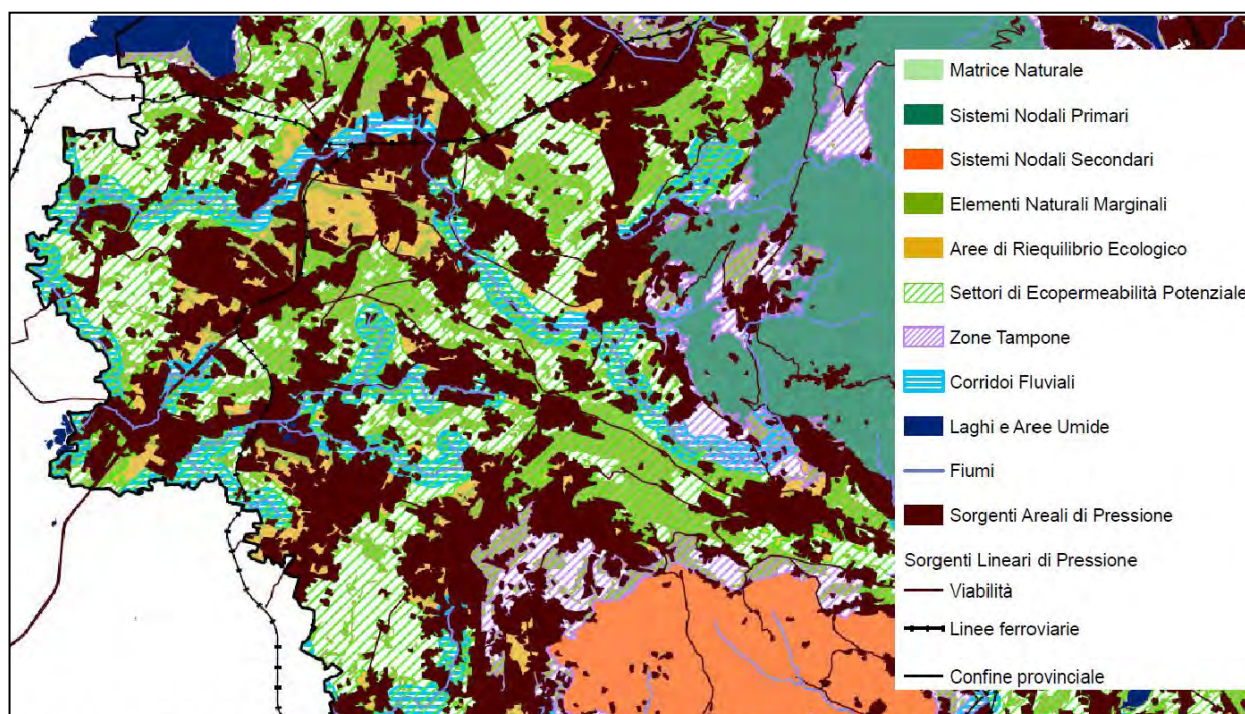 Matrice Naturale
Sistemi Nodali Primari
Sistemi Nodali Secondari
Elementi Naturali Marginali
Aree di Riequilibrio Ecologico
Settori di Ecopermeabilità Potenziale
Zone Tampone
Corridoi Fluviali
Laghi e Aree Umide
Fiumi
Sorgenti Areali di Pressione
Sorgenti Lineari di Pressione
Viabilità
Linee ferroviarie
Confine provinciale